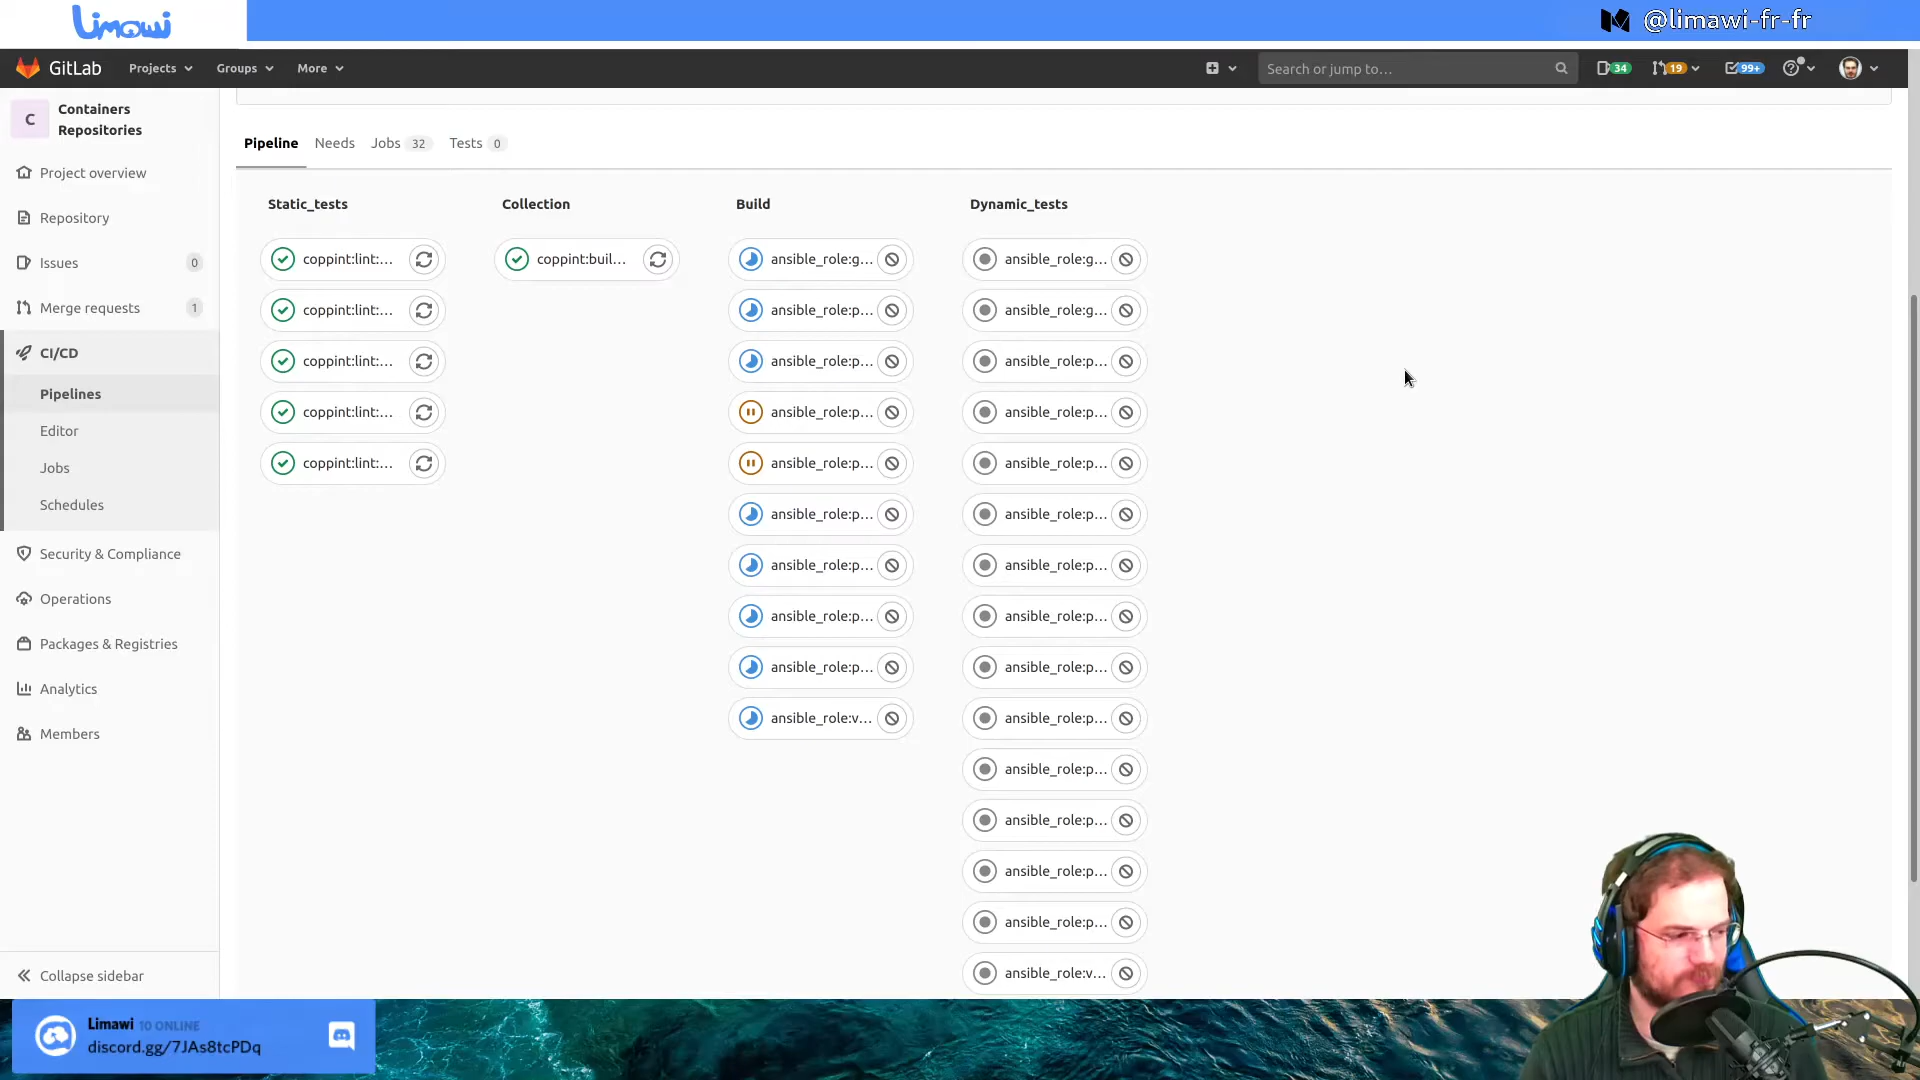 Limawi
@limawi-fr-fr
GitLab
Projects
Groups
More
Search or jump to...
34
19
99+
C
Containers
Repositories
Project overview
Repository
Issues
0
Merge requests
1
CI/CD
Pipelines
Editor
Jobs
Schedules
Security & Compliance
Operations
Packages & Registries
Analytics
Members
Collapse sidebar
Pipeline
Needs
Jobs 32
Tests 0
Static_tests
coppint:lint:...
coppint:lint:...
coppint:lint:...
coppint:lint:...
coppint:lint:...
Collection
coppint:buil...
Build
ansible_role:g...
ansible_role:p...
ansible_role:p...
ansible_role:p...
ansible_role:p...
ansible_role:p...
ansible_role:p...
ansible_role:p...
ansible_role:p...
ansible_role:v...
Dynamic_tests
ansible_role:g...
ansible_role:g...
ansible_role:p...
ansible_role:p...
ansible_role:p...
ansible_role:p...
ansible_role:p...
ansible_role:p...
ansible_role:p...
ansible_role:p...
ansible_role:p...
ansible_role:p...
ansible_role:p...
ansible_role:p...
ansible_role:v...
Limawi 10 ONLINE
discord.gg/7JAs8tcPDq